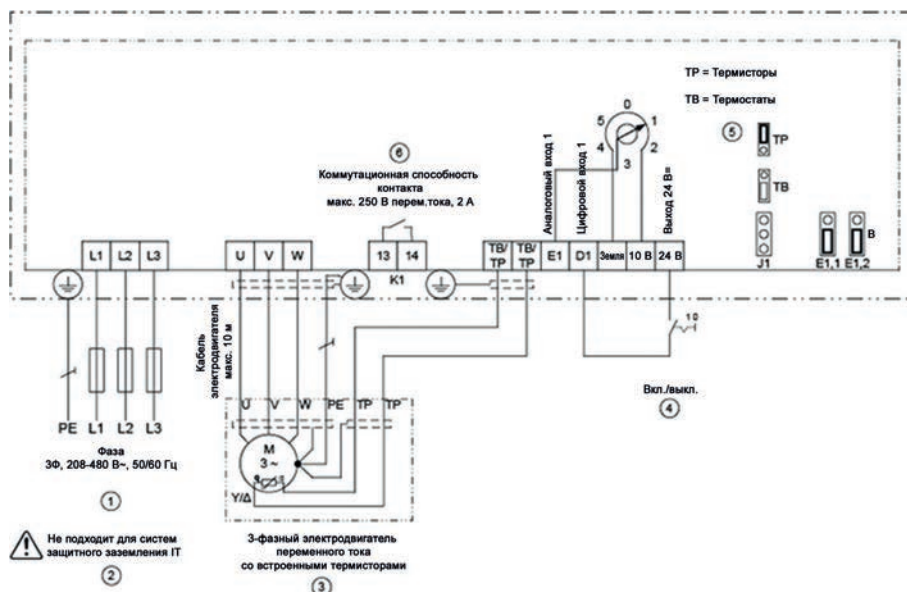 TP = Термисторы
TB = Термостаты
0
5
1
4
2
3
5
TP
TB
J1
E1,1
E1,2
B
6
Коммутационная способность
контакта
макс. 250 В перем.тока, 2 А
Аналоговый вход 1
Цифровой вход 1
Выход 24 В=
L1
L2
L3
U
V
W
13
14
K1
TB/
TP
TB/
TP
E1
D1
Земля
10 В
24 В
Кабель
электродвигателя
макс. 10 м
1 0
Вкл./выкл.
4
PE
L1
L2
L3
Фаза
3Ф, 208-480 В~, 50/60 Гц
1
Не подходит для систем
защитного заземления IT
2
U
V
W
PE
TP
TP
M
3 ~
Y/Δ
3-фазный электродвигатель
переменного тока
со встроенными термисторами
3